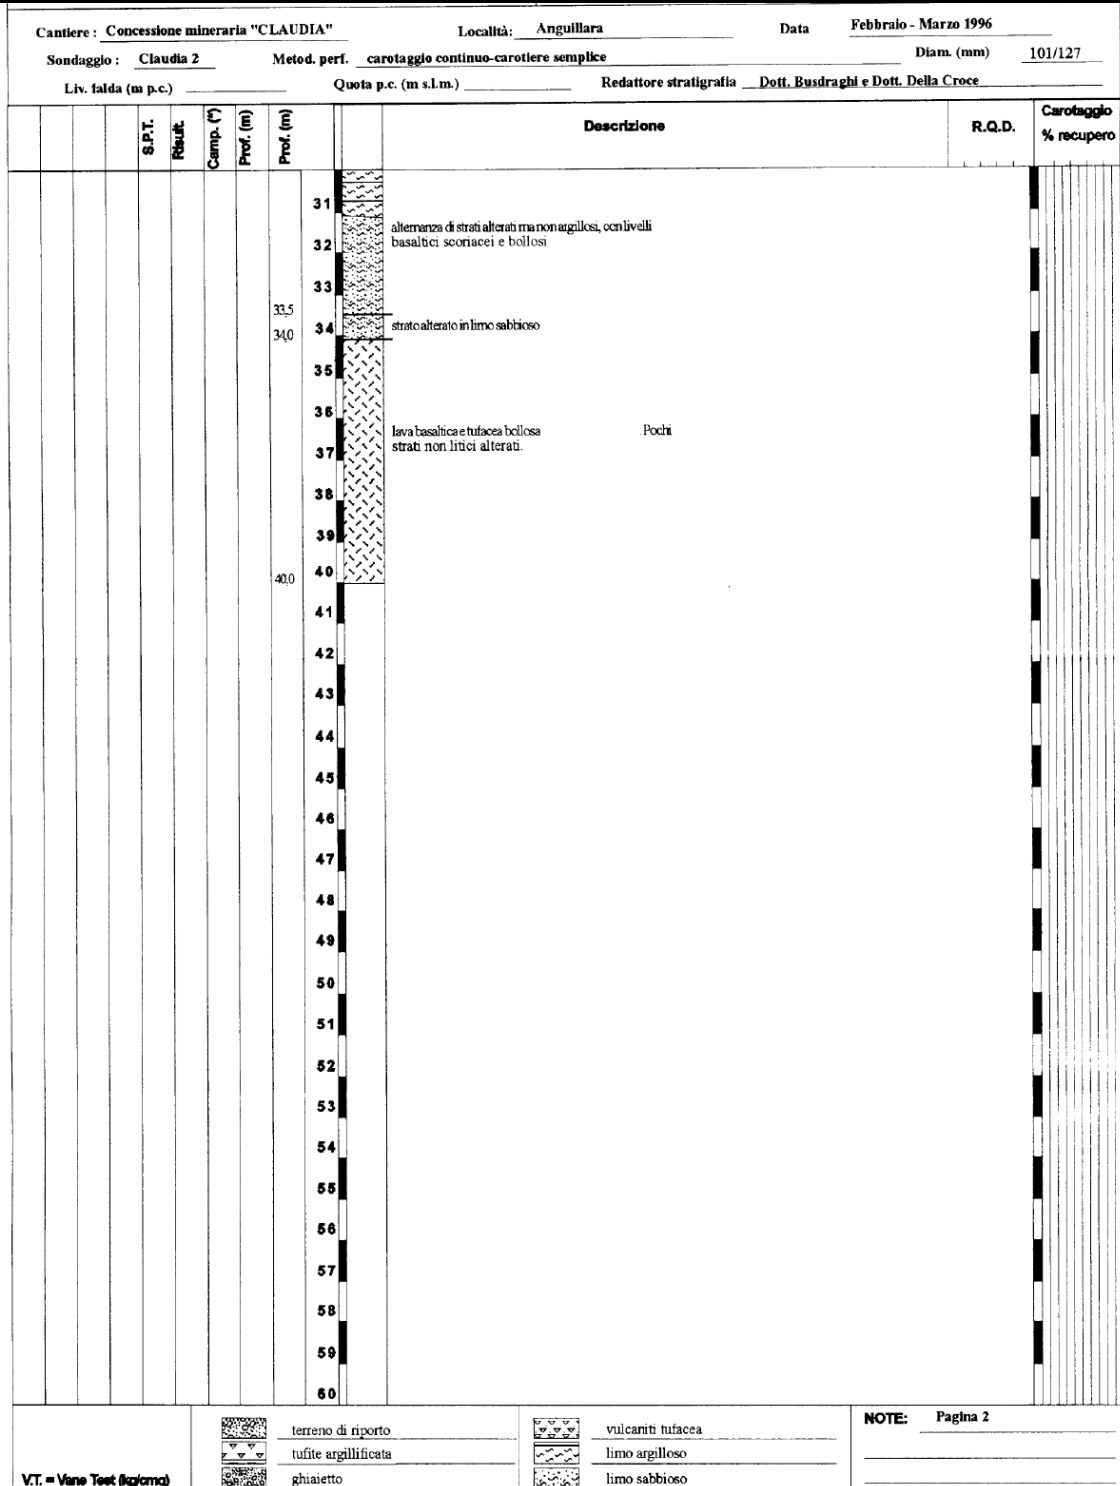 Cantiere : Concessione mineraria "CLAUDIA" Località: Anguillara Data Febbraio - Marzo 1996
Sondaggio : Claudia 2 Metod. perf. carotaggio continuo-carotiere semplice Diam. (mm) 101/127
Liv. falda (m p.c.) Quota p.c. (m s.l.m.) Redattore stratigrafia Dott. Busdraghi e Dott. Della Croce
S.P.T. Risult. Camp. (*) Prof. (m) Prof. (m) Descrizione R.Q.D. Carotaggio % recupero
31
alternanza di strati alterati ma non argillosi, con livelli
32 basaltici scoriacei e bollosi
33
33,5
34 strato alterato in limo sabbioso
34,0
35
36
lava basaltica e tufacea bollosa . Pochi
37 strati non litici alterati.
38
39
40
40,0
41
42
43
44
45
46
47
48
49
50
51
52
53
54
55
56
57
58
59
60
terreno di riporto vulcaniti tufacea NOTE: Pagina 2
tufite argillificata limo argilloso
V.T. = Vane Test (kg/cmq) ghiaietto limo sabbioso